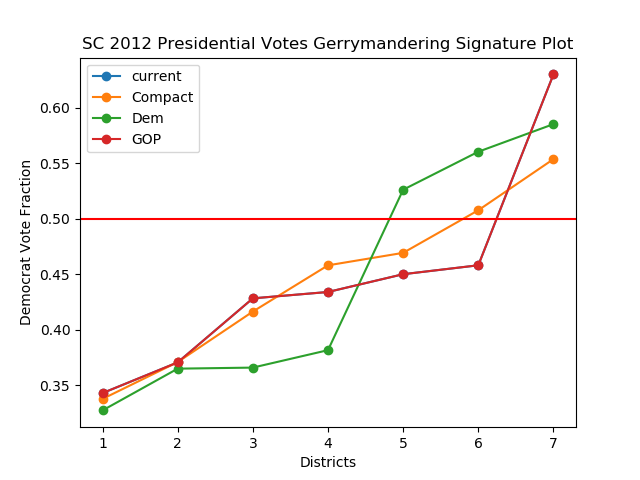 SC 2012 Presidential Votes Gerrymandering Signature Plot
current
Compact
Dem
GOP
Democrat Vote Fraction
0.60
0.55
0.50
0.45
0.40
0.35
1 2 3 4 5 6 7
Districts